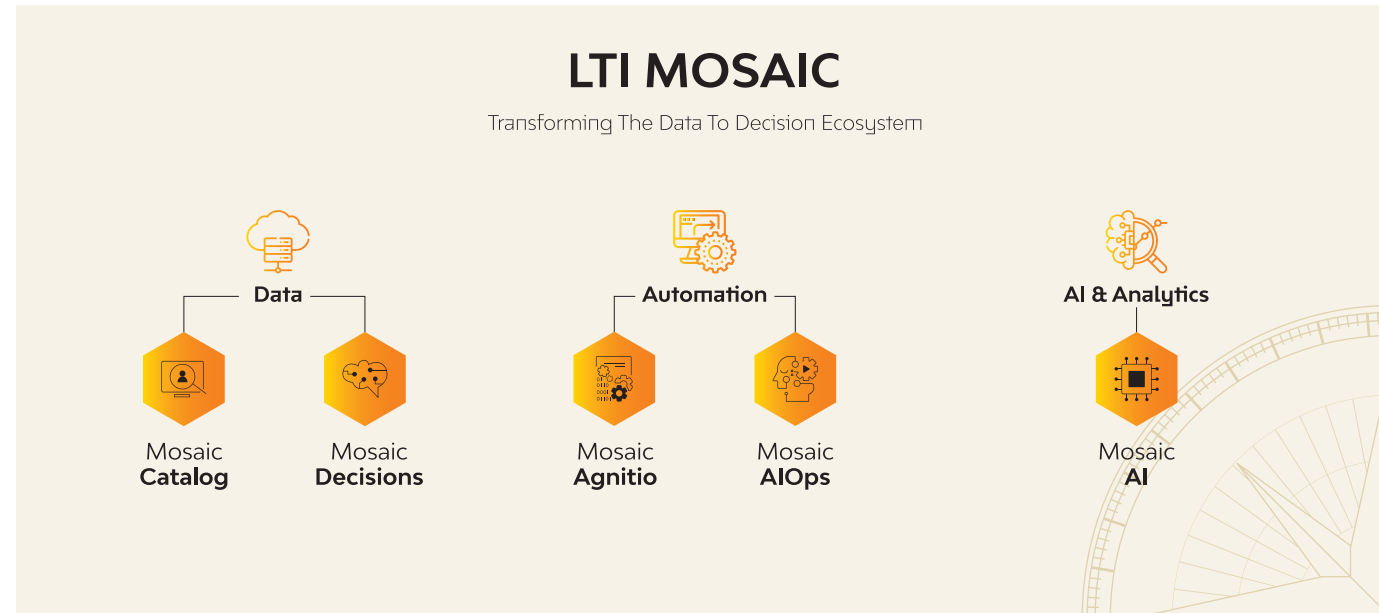 LTI MOSAIC
Transforming The Data To Decision Ecosystem
Data
Automation
AI & Analytics
Mosaic
Catalog
Mosaic
Decisions
Mosaic
Agnitio
Mosaic
AIOps
Mosaic
AI